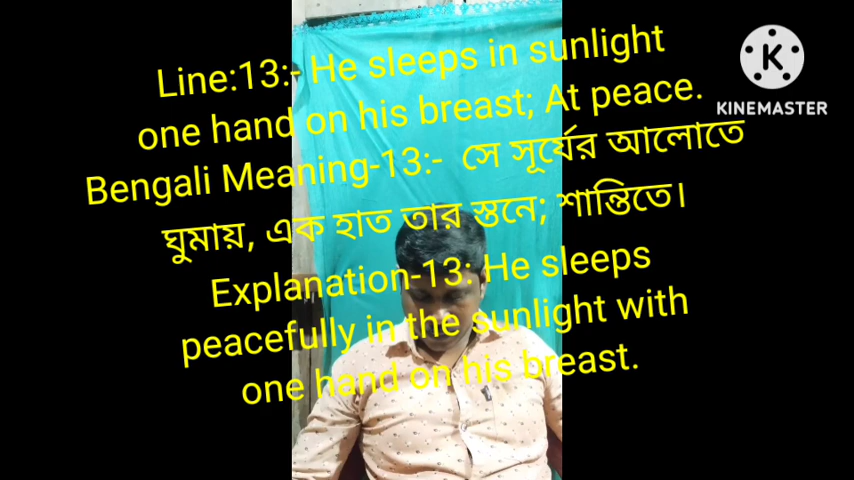 Line:13:- He sleeps in sunlight
one hand on his breast; At peace.
KINEMASTER
Bengali Meaning-13:- সে সূর্যের আলোতে
ঘুমায়, এক হাত তার স্তনে; শান্তিতে।
Explanation-13: He sleeps
peacefully in the sunlight with
one hand on his breast.